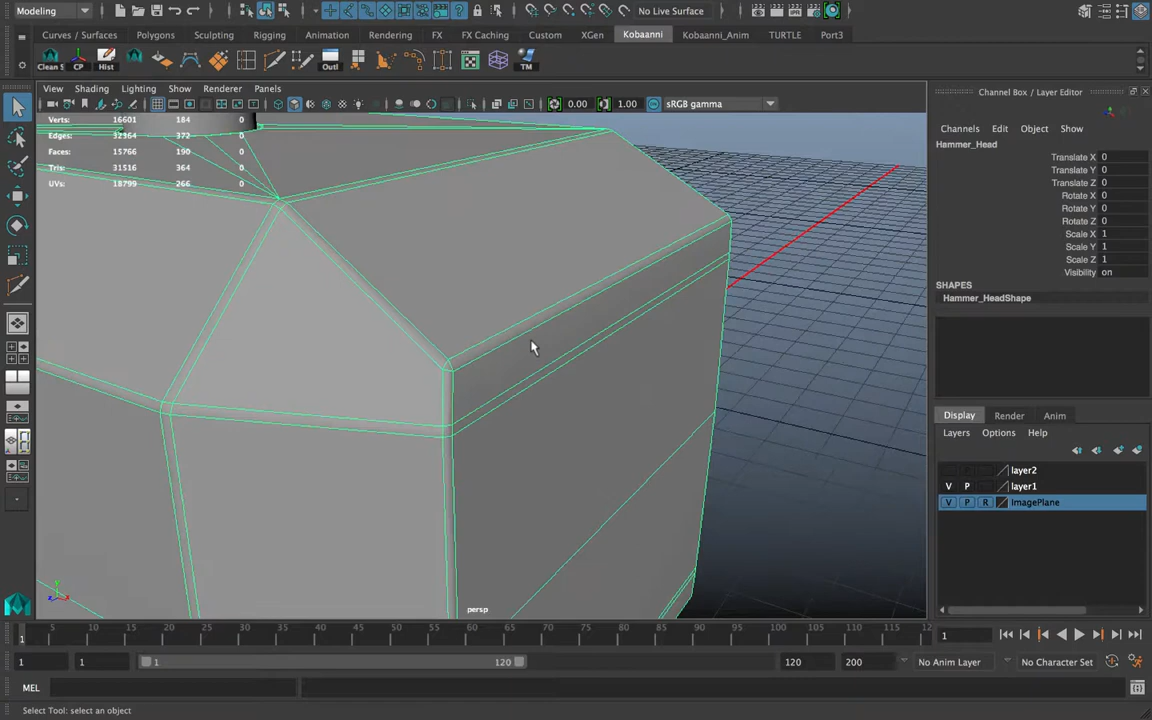 Modeling
No Live Surface
Curves / Surfaces Polygons Sculpting Rigging Animation Rendering FX FX Caching Custom XGen Kobaanni Kobaanni_Anim TURTLE Port3
Clean S CP Hist Outl TM
View Shading Lighting Show Renderer Panels
0.00 1.00 sRGB gamma
Verts: 16601 184 0
Edges: 32364 372 0
Faces: 15766 190 0
Tris: 31516 364 0
UVs: 18799 266 0
persp
Channel Box / Layer Editor
Channels Edit Object Show
Hammer_Head
Translate X 0
Translate Y 0
Translate Z 0
Rotate X 0
Rotate Y 0
Rotate Z 0
Scale X 1
Scale Y 1
Scale Z 1
Visibility on
SHAPES
Hammer_HeadShape
Display Render Anim
Layers Options Help
layer2
V P layer1
V P R ImagePlane
5 10 15 20 25 30 35 40 45 50 55 60 65 70 75 80 85 90 95 100 105 110 115 12
1 1
1 1 1 120 120 200 No Anim Layer No Character Set
MEL
Select Tool: select an object